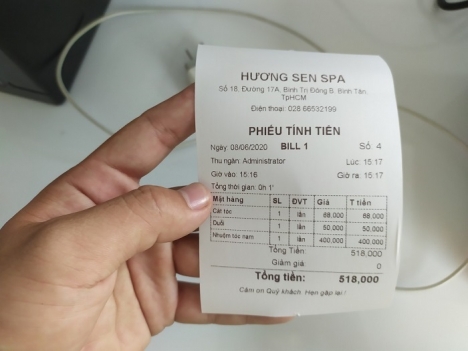 HƯƠNG SEN SPA
Số 18, Đường 17A, Bình Trị Đông B, Bình Tân,
TpHCM
Điện thoại: 028.66532199
PHIẾU TÍNH TIỀN
Ngày: 08/06/2020 BILL 1 Số: 4
Thu ngân: Administrator Lúc: 15:17
Giờ vào: 15:16 Giờ ra: 15:17
Tổng thời gian: 0h 1'
Mặt hàng SL ĐVT Giá T tiền
Cắt tóc 1 lần 68,000 68,000
Duỗi 1 lần 50,000 50,000
Nhuộm tóc nam 1 lần 400,000 400,000
Tổng Tiền: 518,000
Giảm giá: 0
Tổng tiền: 518,000
Cám ơn Quý khách. Hẹn gặp lại!